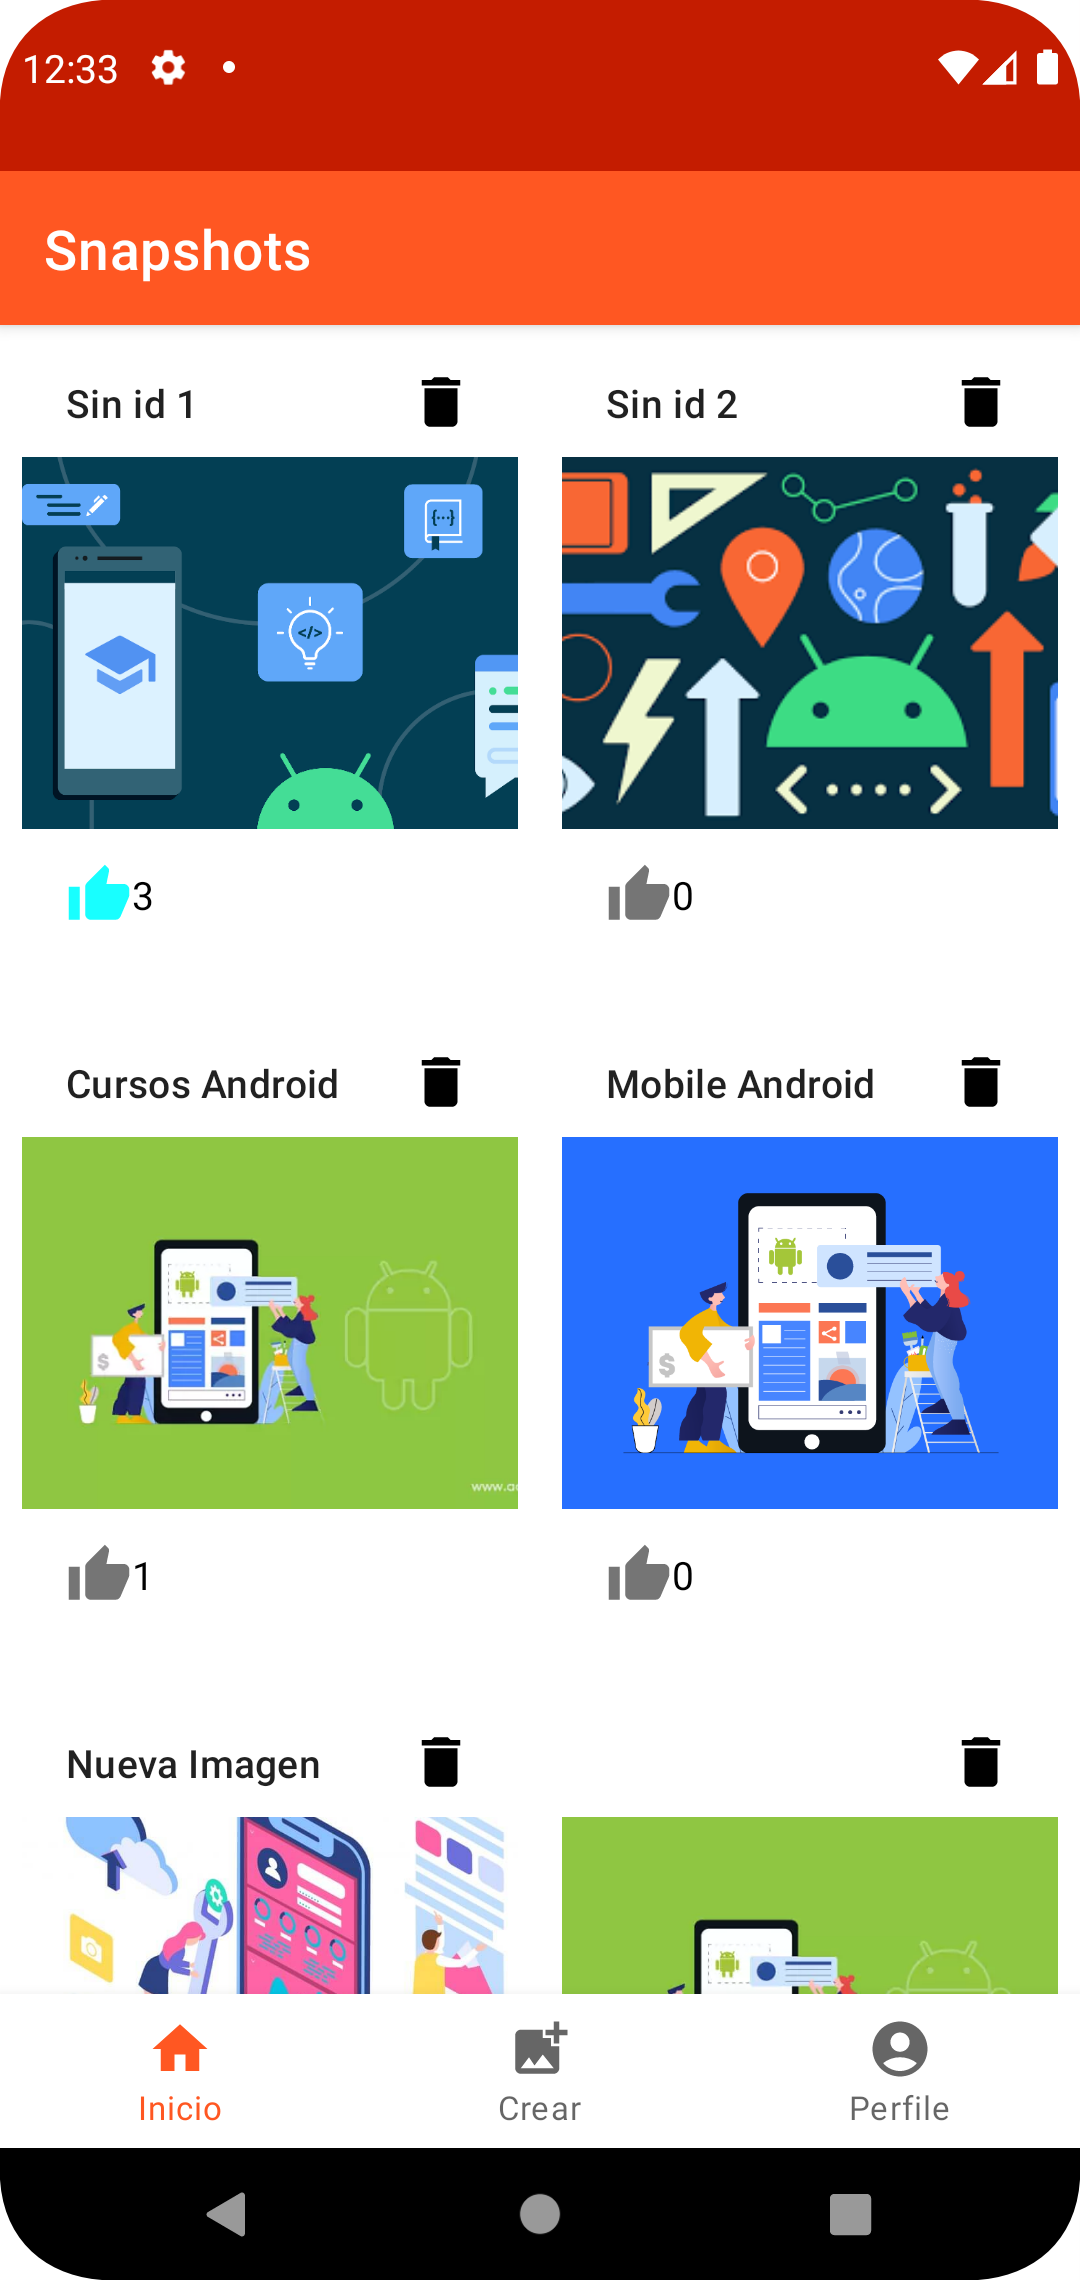 12:33
Snapshots
Sin id 1
Sin id 2
3
0
Cursos Android
Mobile Android
1
0
Nueva Imagen
Inicio
Crear
Perfile